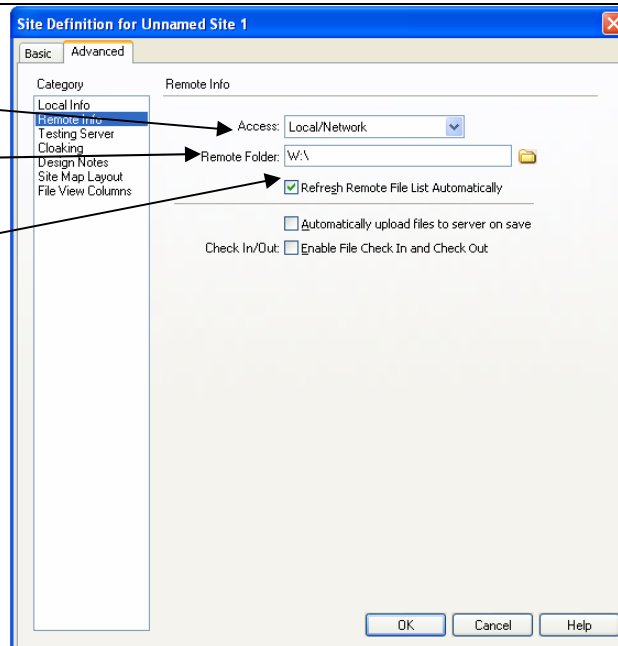 Site Definition for Unnamed Site 1
Basic Advanced
Category
Local Info
Remote Info
Testing Server
Cloaking
Design Notes
Site Map Layout
File View Columns
Remote Info
Access: Local/Network
Remote Folder: W:\
Refresh Remote File List Automatically
Automatically upload files to server on save
Check In/Out: Enable File Check In and Check Out
OK Cancel Help